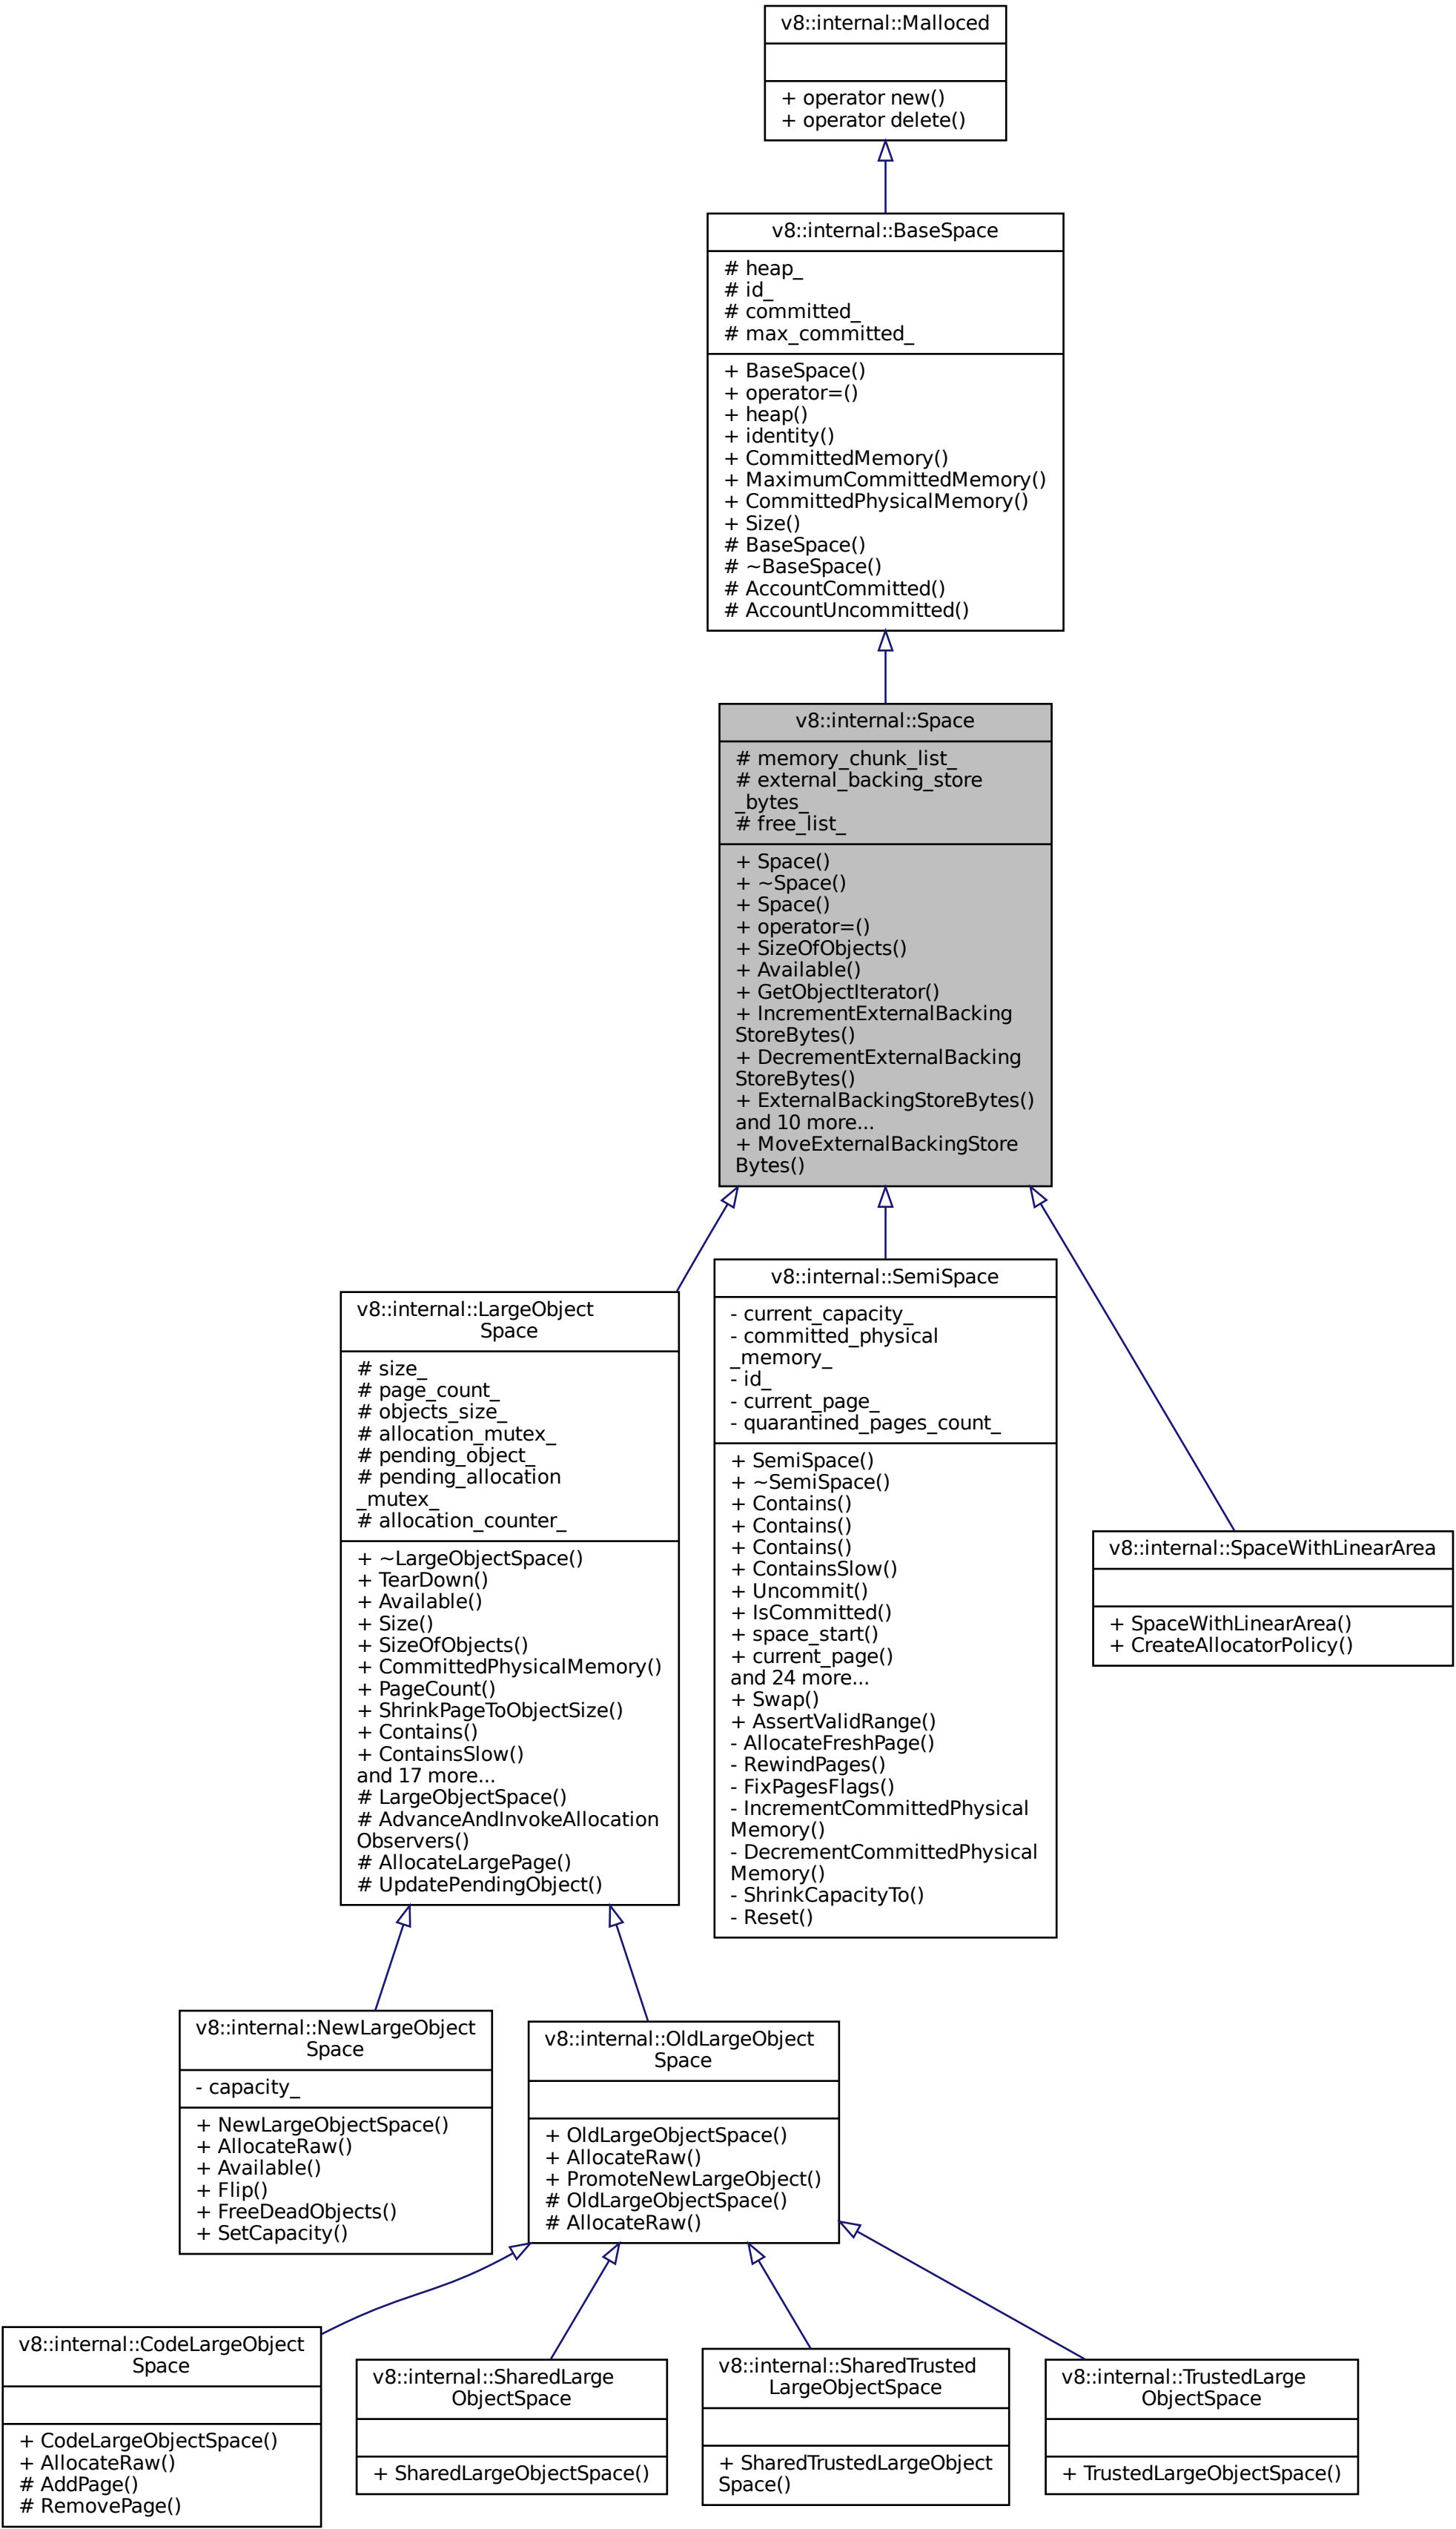 v8::internal::Malloced
+ operator new()
+ operator delete()
v8::internal::BaseSpace
# heap_
# id_
# committed_
# max_committed_
+ BaseSpace()
+ operator=()
+ heap()
+ identity()
+ CommittedMemory()
+ MaximumCommittedMemory()
+ CommittedPhysicalMemory()
+ Size()
# BaseSpace()
# ~BaseSpace()
# AccountCommitted()
# AccountUncommitted()
v8::internal::Space
# memory_chunk_list_
# external_backing_store
_bytes_
# free_list_
+ Space()
+ ~Space()
+ Space()
+ operator=()
+ SizeOfObjects()
+ Available()
+ GetObjectIterator()
+ IncrementExternalBacking
StoreBytes()
+ DecrementExternalBacking
StoreBytes()
+ ExternalBackingStoreBytes()
and 10 more...
+ MoveExternalBackingStore
Bytes()
v8::internal::LargeObject
Space
# size_
# page_count_
# objects_size_
# allocation_mutex_
# pending_object_
# pending_allocation
_mutex_
# allocation_counter_
+ ~LargeObjectSpace()
+ TearDown()
+ Available()
+ Size()
+ SizeOfObjects()
+ CommittedPhysicalMemory()
+ PageCount()
+ ShrinkPageToObjectSize()
+ Contains()
+ ContainsSlow()
and 17 more...
# LargeObjectSpace()
# AdvanceAndInvokeAllocation
Observers()
# AllocateLargePage()
# UpdatePendingObject()
v8::internal::SemiSpace
- current_capacity_
- committed_physical
_memory_
- id_
- current_page_
- quarantined_pages_count_
+ SemiSpace()
+ ~SemiSpace()
+ Contains()
+ Contains()
+ Contains()
+ ContainsSlow()
+ Uncommit()
+ IsCommitted()
+ space_start()
+ current_page()
and 24 more...
+ Swap()
+ AssertValidRange()
- AllocateFreshPage()
- RewindPages()
- FixPagesFlags()
- IncrementCommittedPhysical
Memory()
- DecrementCommittedPhysical
Memory()
- ShrinkCapacityTo()
- Reset()
v8::internal::SpaceWithLinearArea
+ SpaceWithLinearArea()
+ CreateAllocatorPolicy()
v8::internal::NewLargeObject
Space
- capacity_
+ NewLargeObjectSpace()
+ AllocateRaw()
+ Available()
+ Flip()
+ FreeDeadObjects()
+ SetCapacity()
v8::internal::OldLargeObject
Space
+ OldLargeObjectSpace()
+ AllocateRaw()
+ PromoteNewLargeObject()
# OldLargeObjectSpace()
# AllocateRaw()
v8::internal::CodeLargeObject
Space
+ CodeLargeObjectSpace()
+ AllocateRaw()
# AddPage()
# RemovePage()
v8::internal::SharedLarge
ObjectSpace
+ SharedLargeObjectSpace()
v8::internal::SharedTrusted
LargeObjectSpace
+ SharedTrustedLargeObject
Space()
v8::internal::TrustedLarge
ObjectSpace
+ TrustedLargeObjectSpace()